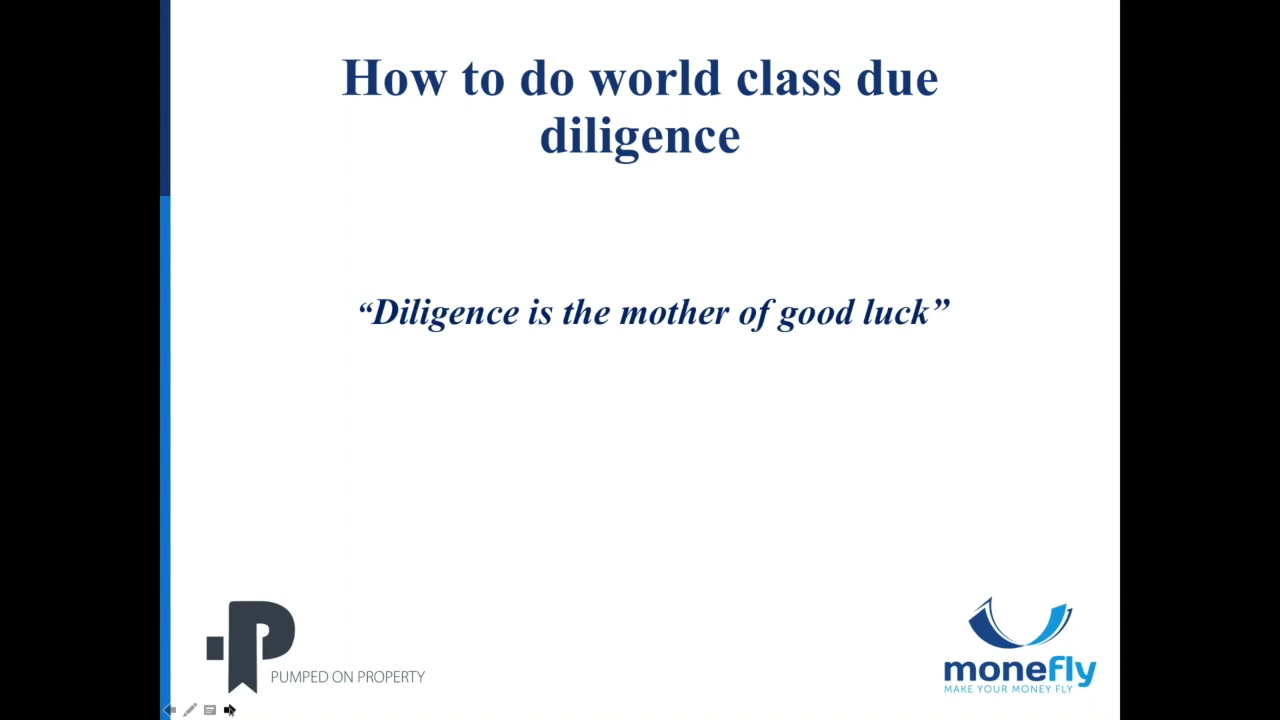 How to do world class due
diligence
“Diligence is the mother of good luck”
PUMPED ON PROPERTY
monefly
MAKE YOUR MONEY FLY